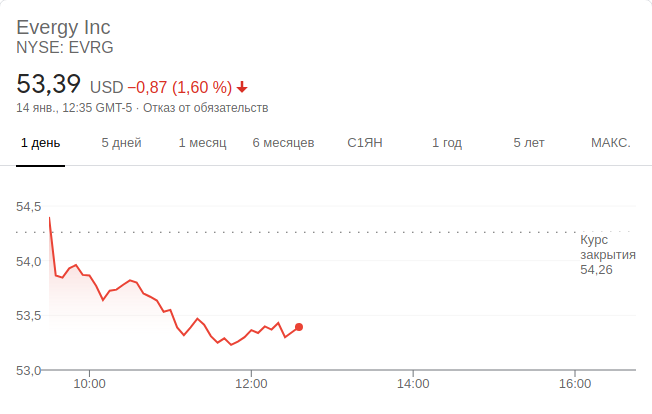 Evergy Inc
NYSE: EVRG
53,39 USD −0,87 (1,60 %)
14 янв., 12:35 GMT-5 · Отказ от обязательств
1 день 5 дней 1 месяц 6 месяцев С1ЯН 1 год 5 лет МАКС.
54,5
Курс
закрытия
54,26
54,0
53,5
53,0
10:00 12:00 14:00 16:00